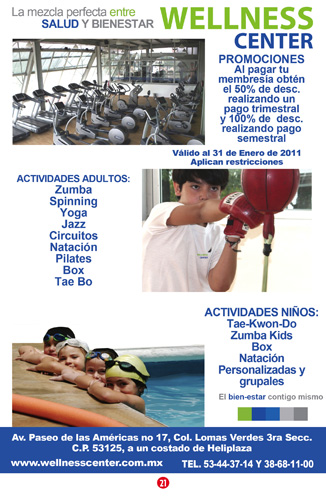 La mezcla perfecta entre
SALUD Y BIENESTAR
WELLNESS
CENTER
PROMOCIONES
Al pagar tu
membresia obtén
el 50% de desc.
realizando un
pago trimestral
y 100% de desc.
realizando pago
semestral
Válido al 31 de Enero de 2011
Aplican restricciones
ACTIVIDADES ADULTOS:
Zumba
Spinning
Yoga
Jazz
Circuitos
Natación
Pilates
Box
Tae Bo
ACTIVIDADES NIÑOS:
Tae-Kwon-Do
Zumba Kids
Box
Natación
Personalizadas y
grupales
El bien-estar contigo mismo
Av. Paseo de las Américas no 17, Col. Lomas Verdes 3ra Secc.
C.P. 53125, a un costado de Heliplaza
www.wellnesscenter.com.mx TEL. 53-44-37-14 Y 38-68-11-00
21